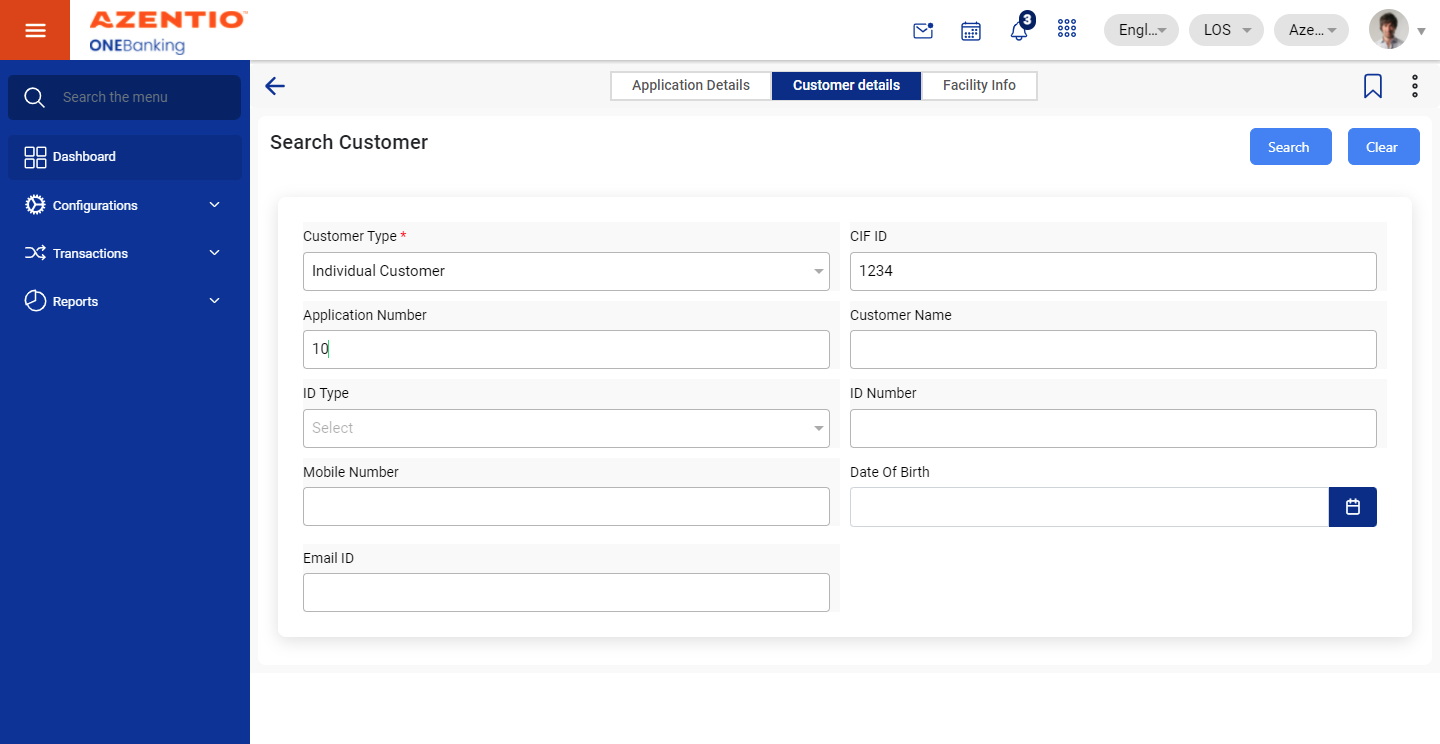 AZENTIO™
ONEBanking
3
Engl...
LOS
Aze...
Search the menu
Dashboard
Configurations
Transactions
Reports
Application Details
Customer details
Facility Info
Search Customer
Search
Clear
Customer Type *
Individual Customer
CIF ID
1234
Application Number
10
Customer Name
ID Type
Select
ID Number
Mobile Number
Date Of Birth
Email ID